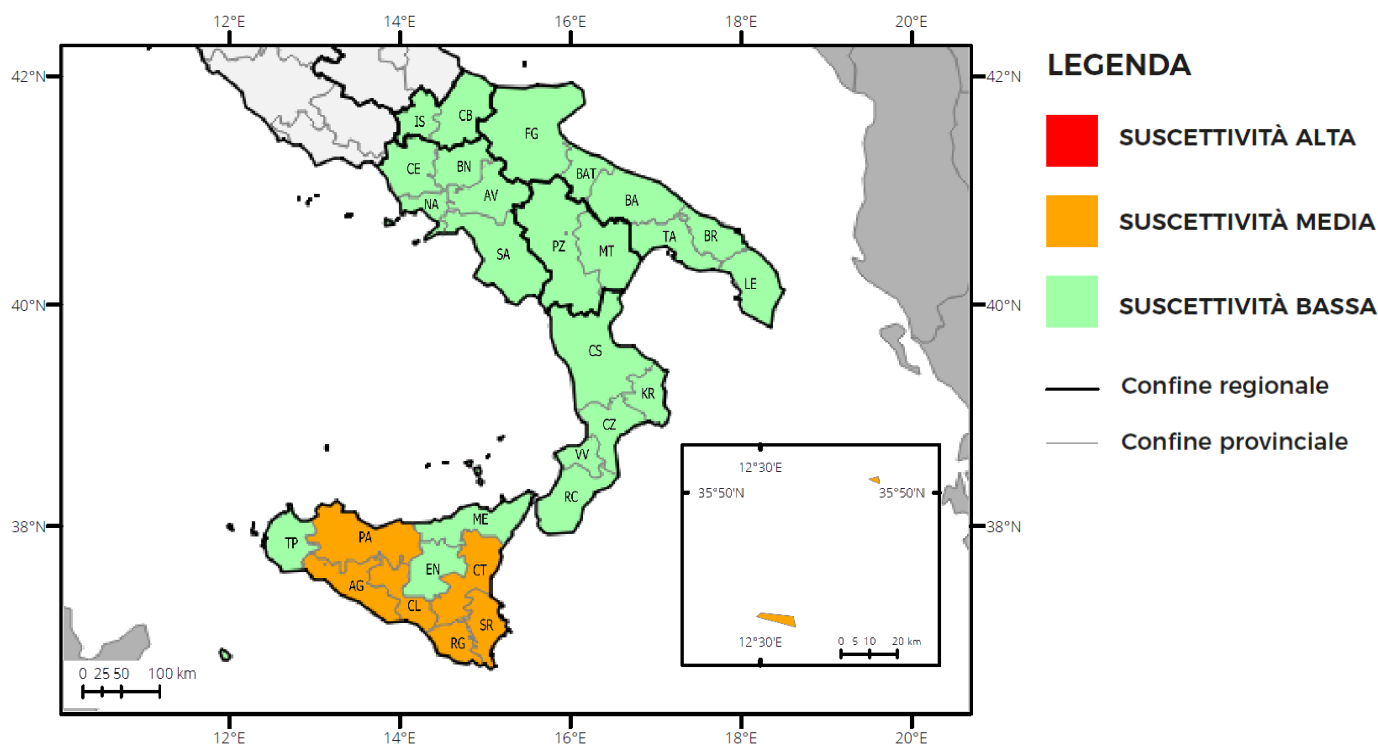 12°E 14°E 16°E 18°E 20°E
42°N 42°N
40°N 40°N
38°N 38°N
12°E 14°E 16°E 18°E 20°E
IS CB FG
CE BN BAT
NA AV BA
SA PZ MT TA BR
LE
CS
KR
CZ
VV
RC
ME
TP PA
EN CT
AG
CL SR
RG
0 25 50 100 km
12°30'E
35°50'N 35°50'N
12°30'E
0 5 10 20 km
LEGENDA
SUSCETTIVITÀ ALTA
SUSCETTIVITÀ MEDIA
SUSCETTIVITÀ BASSA
Confine regionale
Confine provinciale